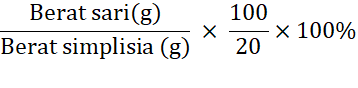 Berat sari(g)
Berat simplisia (g) × 100
20 × 100%